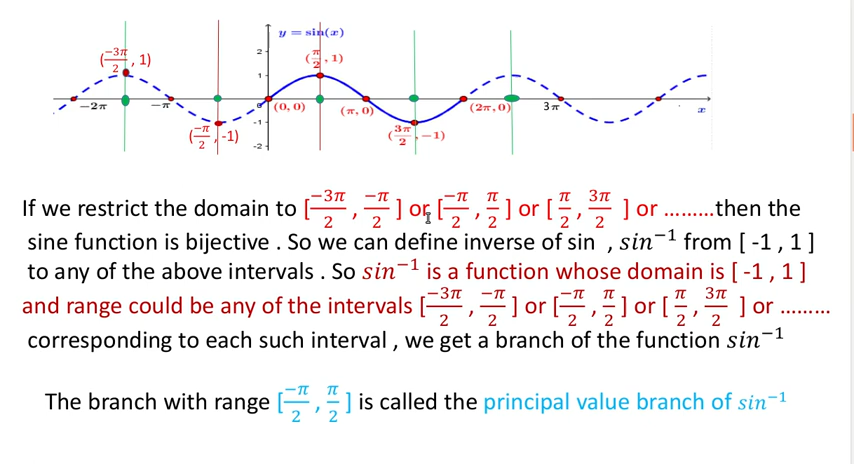 y = sin(x)
(-3π/2, 1)
(π/2, 1)
2
1
-2π
-π
0
(0, 0)
(π, 0)
(2π, 0)
3π
x
(-π/2, -1)
-1
(3π/2, -1)
-2
If we restrict the domain to [-3π/2 , -π/2 ] or [-π/2 , π/2 ] or [ π/2 , 3π/2 ] or .........then the
sine function is bijective . So we can define inverse of sin , sin⁻¹ from [ -1 , 1 ]
to any of the above intervals . So sin⁻¹ is a function whose domain is [ -1 , 1 ]
and range could be any of the intervals [-3π/2 , -π/2 ] or [-π/2 , π/2 ] or [ π/2 , 3π/2 ] or .........
corresponding to each such interval , we get a branch of the function sin⁻¹
The branch with range [-π/2 , π/2 ] is called the principal value branch of sin⁻¹